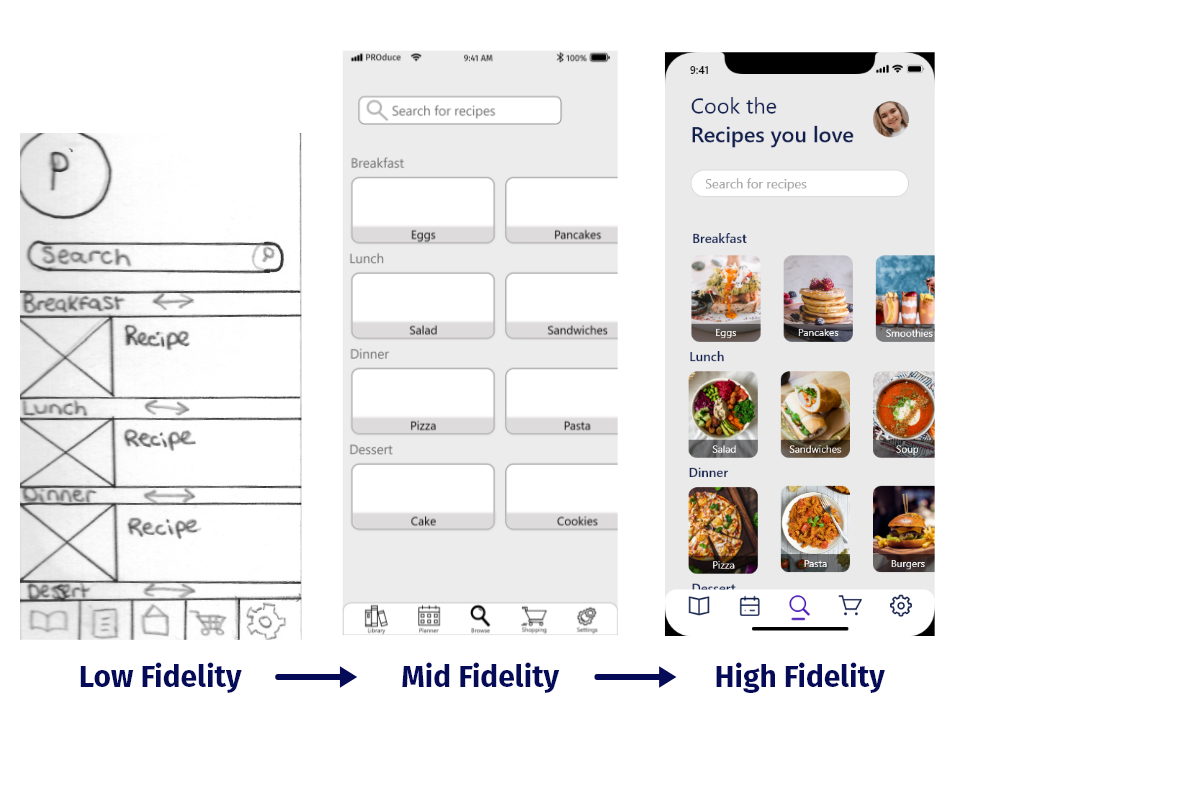 P
Search
Breakfast
Recipe
Lunch
Recipe
Dinner
Recipe
Desert
PROduce 9:41 AM 100%
Search for recipes
Breakfast
Eggs Pancakes
Lunch
Salad Sandwiches
Dinner
Pizza Pasta
Dessert
Cake Cookies
Library Planner Browse Shopping Settings
9:41
Cook the
Recipes you love
Search for recipes
Breakfast
Eggs Pancakes Smoothies
Lunch
Salad Sandwiches Soup
Dinner
Pizza Pasta Burgers
Dessert
Low Fidelity Mid Fidelity High Fidelity